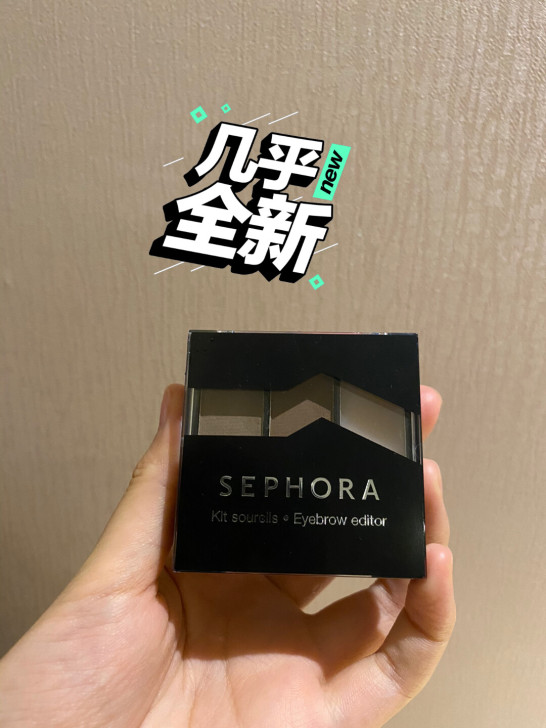 几乎
new
全新
SEPHORA
Kit sourcils • Eyebrow editor